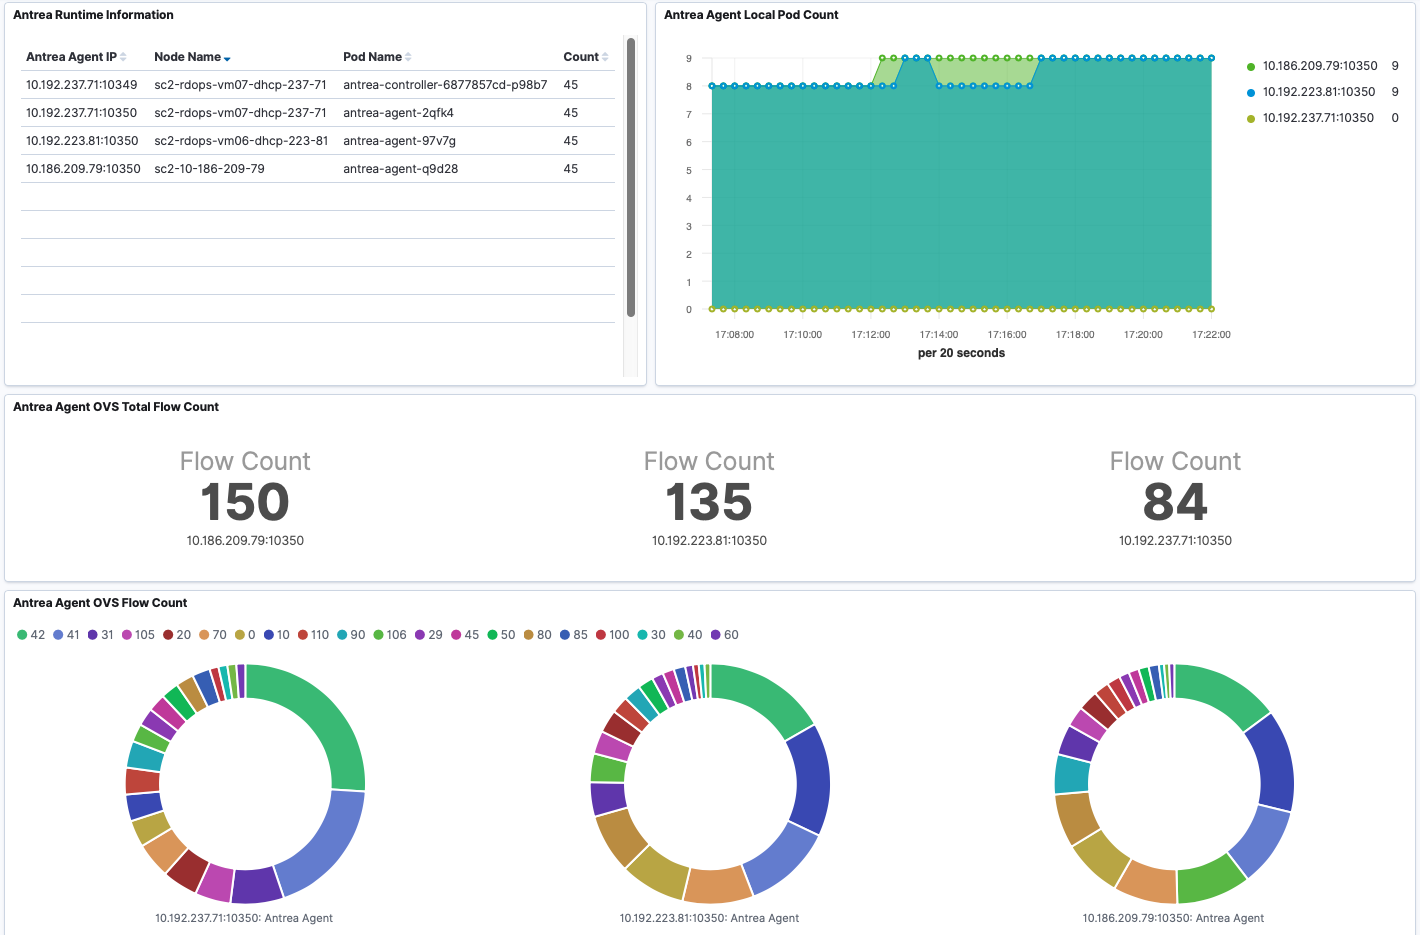 Antrea Runtime Information
Antrea Agent IP Node Name Pod Name Count
10.192.237.71:10349 sc2-rdops-vm07-dhcp-237-71 antrea-controller-6877857cd-p98b7 45
10.192.237.71:10350 sc2-rdops-vm07-dhcp-237-71 antrea-agent-2qfk4 45
10.192.223.81:10350 sc2-rdops-vm06-dhcp-223-81 antrea-agent-97v7g 45
10.186.209.79:10350 sc2-10-186-209-79 antrea-agent-q9d28 45
Antrea Agent Local Pod Count
9
8
7
6
5
4
3
2
1
0
17:08:00 17:10:00 17:12:00 17:14:00 17:16:00 17:18:00 17:20:00 17:22:00
per 20 seconds
10.186.209.79:10350 9
10.192.223.81:10350 9
10.192.237.71:10350 0
Antrea Agent OVS Total Flow Count
Flow Count Flow Count Flow Count
150 135 84
10.186.209.79:10350 10.192.223.81:10350 10.192.237.71:10350
Antrea Agent OVS Flow Count
42 41 31 105 20 70 0 10 110 90 106 29 45 50 80 85 100 30 40 60
10.192.237.71:10350: Antrea Agent 10.192.223.81:10350: Antrea Agent 10.186.209.79:10350: Antrea Agent